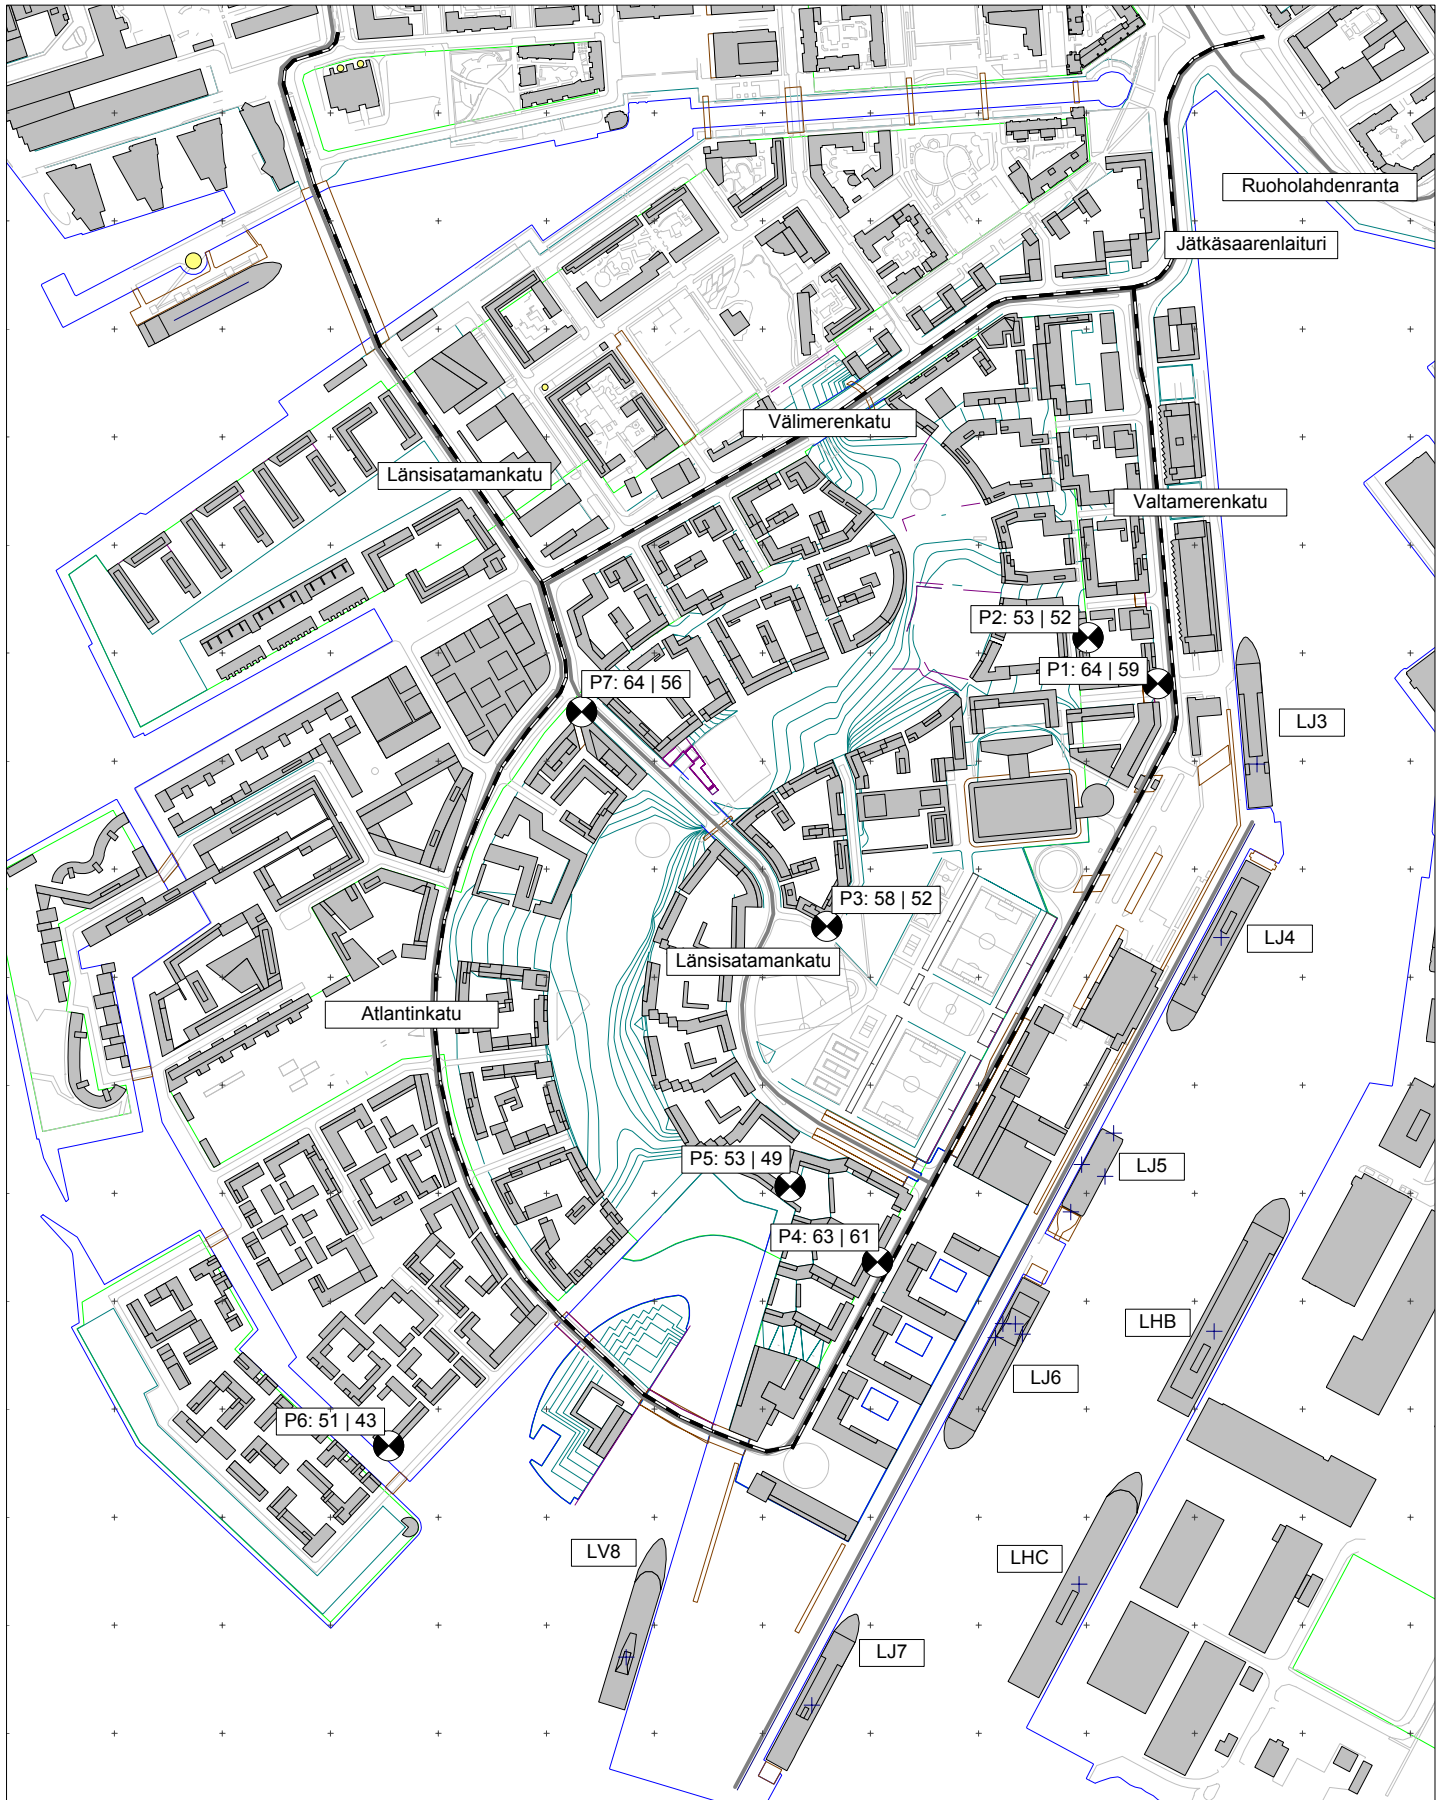 Ruoholahdenranta
Jätkäsaarenlaituri
Välimerenkatu
Länsisatamankatu
Valtamerenkatu
P2: 53 | 52
P1: 64 | 59
P7: 64 | 56
LJ3
P3: 58 | 52
LJ4
Länsisatamankatu
Atlantinkatu
P5: 53 | 49
LJ5
P4: 63 | 61
LHB
LJ6
P6: 51 | 43
LV8
LHC
LJ7